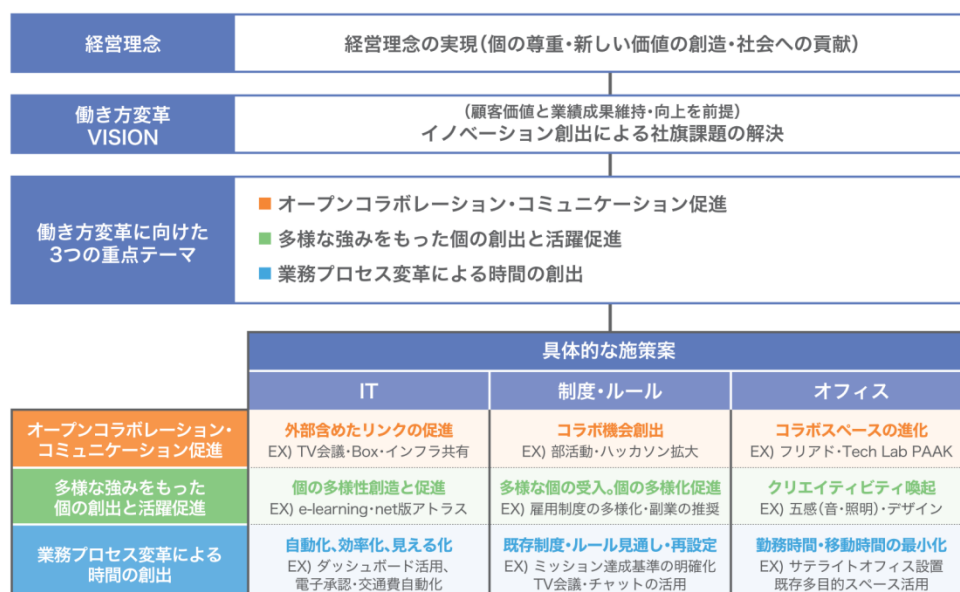 経営理念
経営理念の実現(個の尊重・新しい価値の創造・社会への貢献)
働き方変革
VISION
(顧客価値と業績成果維持・向上を前提)
イノベーション創出による社旗課題の解決
働き方変革に向けた
3つの重点テーマ
■ オープンコラボレーション・コミュニケーション促進
■ 多様な強みをもった個の創出と活躍促進
■ 業務プロセス変革による時間の創出
具体的な施策案
IT
制度・ルール
オフィス
オープンコラボレーション・
コミュニケーション促進
外部含めたリンクの促進
EX) TV会議・Box・インフラ共有
コラボ機会創出
EX) 部活動・ハッカソン拡大
コラボスペースの進化
EX) フリアド・Tech Lab PAAK
多様な強みをもった
個の創出と活躍促進
個の多様性創造と促進
EX) e-learning・net版アトラス
多様な個の受入。個の多様化促進
EX) 雇用制度の多様化・副業の推奨
クリエイティビティ喚起
EX) 五感(音・照明)・デザイン
業務プロセス変革による
時間の創出
自動化、効率化、見える化
EX) ダッシュボード活用、
電子承認・交通費自動化
既存制度・ルール見通し・再設定
EX) ミッション達成基準の明確化
TV会議・チャットの活用
勤務時間・移動時間の最小化
EX) サテライトオフィス設置
既存多目的スペース活用